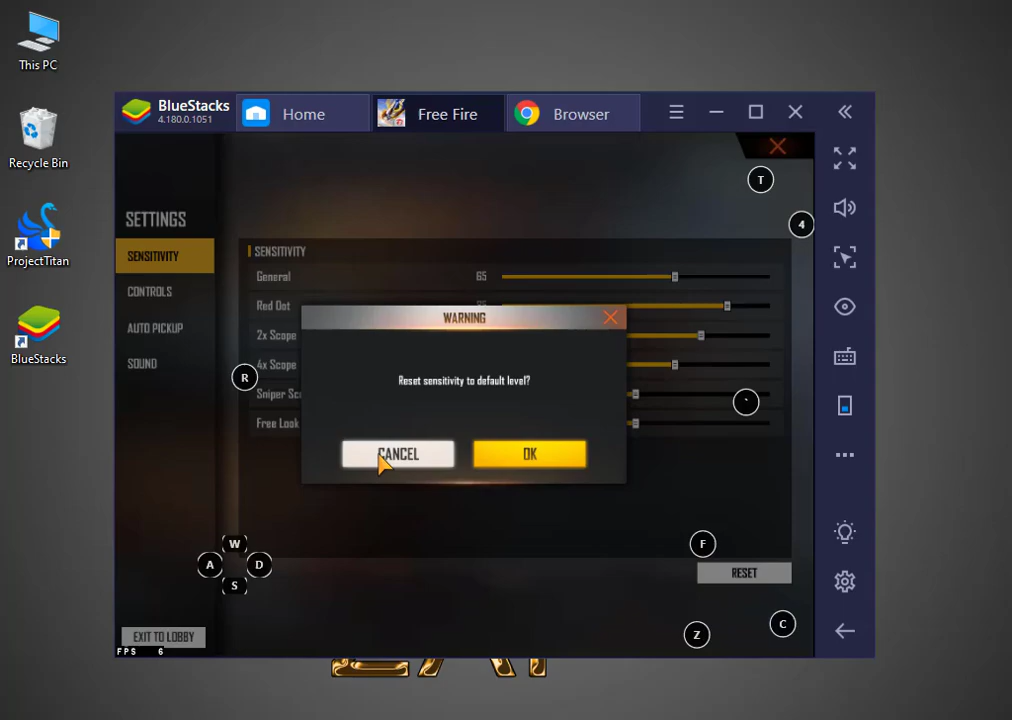 This PC
Recycle Bin
ProjectTitan
BlueStacks
BlueStacks
4.180.0.1051
Home
Free Fire
Browser
T
4
SETTINGS
SENSITIVITY
CONTROLS
AUTO PICKUP
SOUND
SENSITIVITY
General 65
Red Dot
2x Scope
4x Scope
Free Look
WARNING
Reset sensitivity to default level?
CANCEL
OK
R
`
W
A
D
S
F
RESET
C
Z
EXIT TO LOBBY
FPS 6